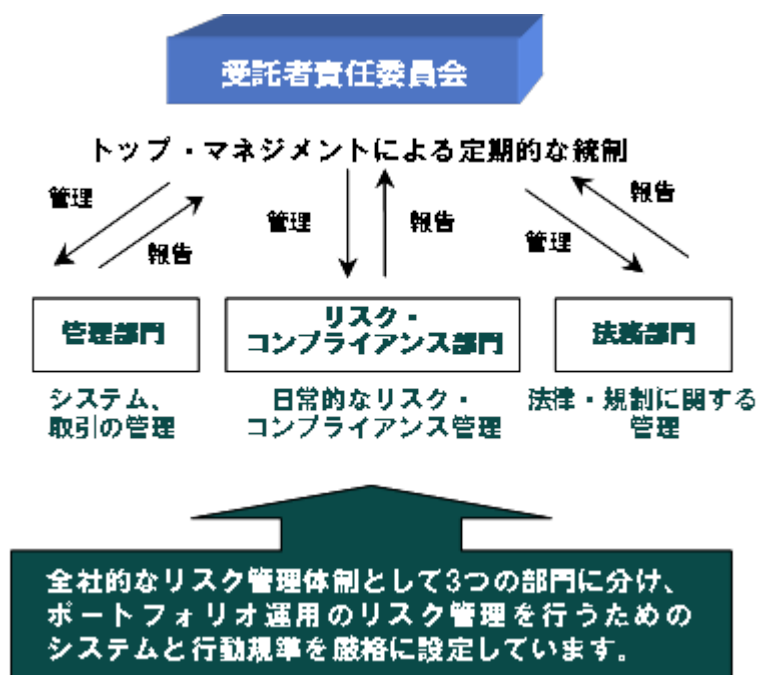 受託者責任委員会
トップ・マネジメントによる定期的な統制
管理
報告
管理
報告
管理
報告
管理部門
システム、
取引の管理
リスク・
コンプライアンス部門
日常的なリスク・
コンプライアンス管理
法務部門
法律・規制に関する
管理
全社的なリスク管理体制として3つの部門に分け、
ポートフォリオ運用のリスク管理を行うための
システムと行動規準を厳格に設定しています。